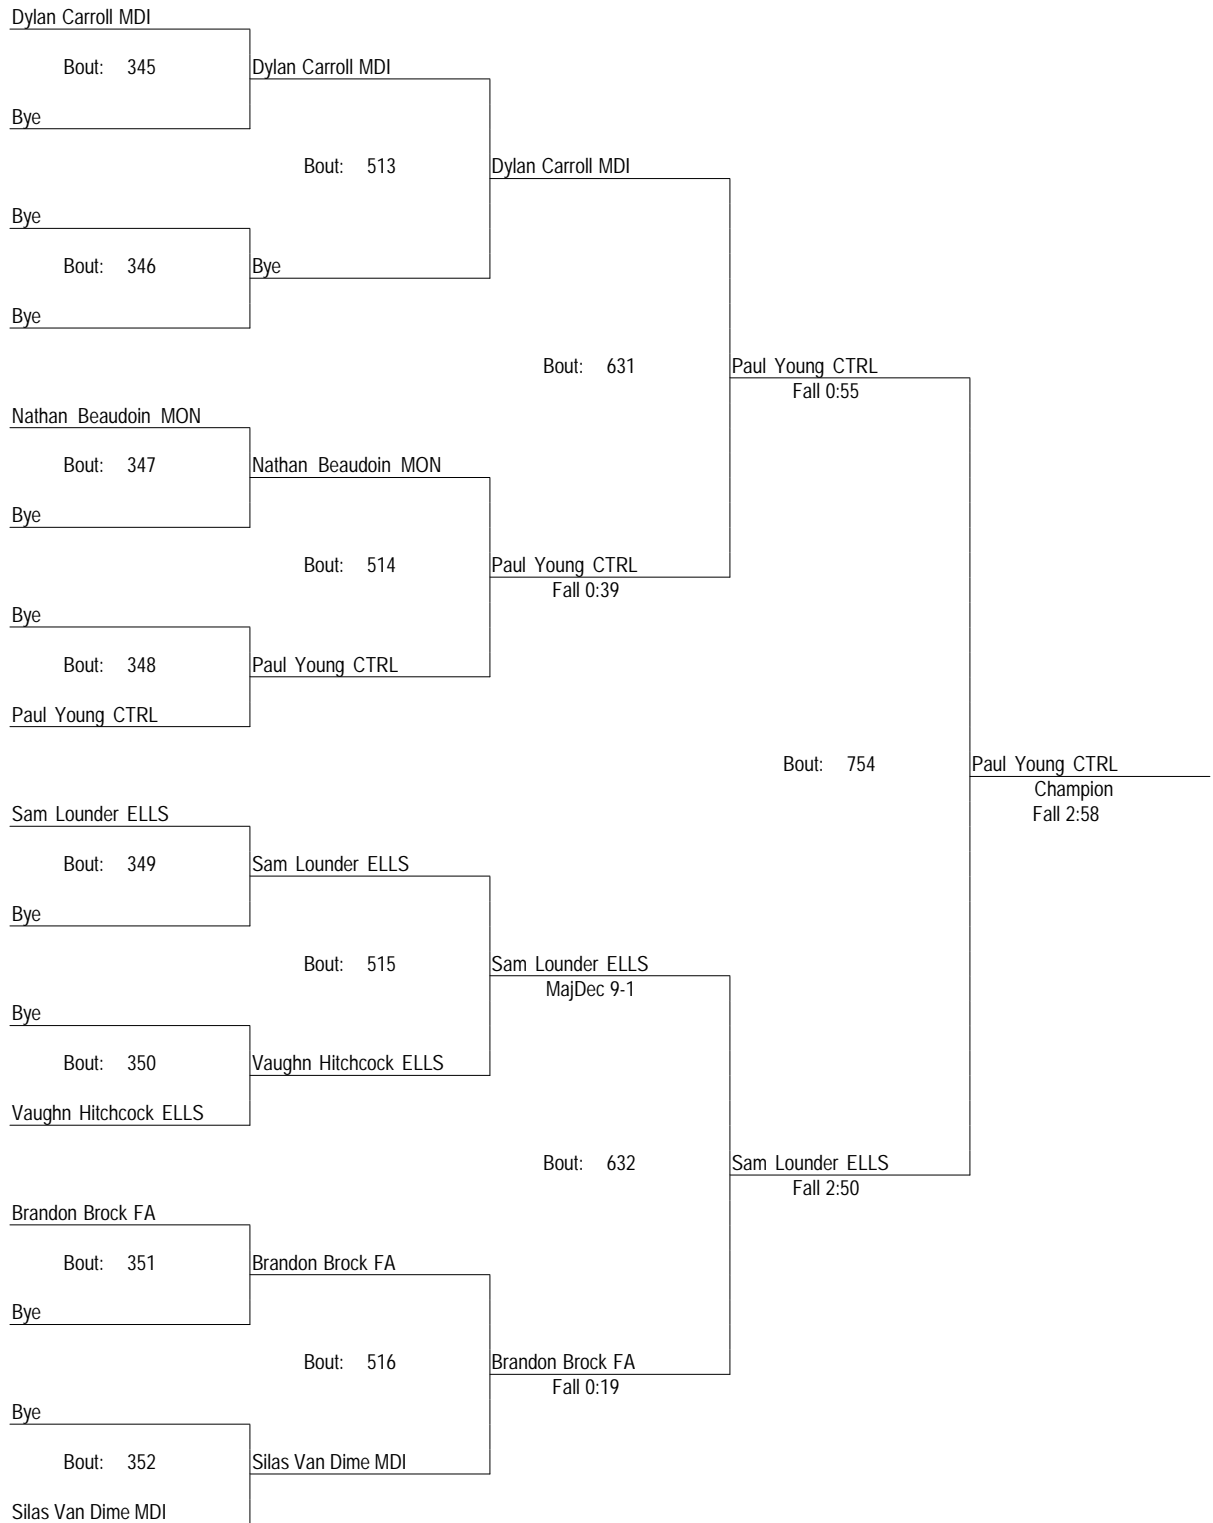 Dylan Carroll MDI
Bout: 345 Dylan Carroll MDI
Bye
Bout: 513 Dylan Carroll MDI
Bye
Bout: 346 Bye
Bye
Bout: 631 Paul Young CTRL
Fall 0:55
Nathan Beaudoin MON
Bout: 347 Nathan Beaudoin MON
Bye
Bout: 514 Paul Young CTRL
Fall 0:39
Bye
Bout: 348 Paul Young CTRL
Paul Young CTRL
Bout: 754 Paul Young CTRL
Champion
Fall 2:58
Sam Lounder ELLS
Bout: 349 Sam Lounder ELLS
Bye
Bout: 515 Sam Lounder ELLS
MajDec 9-1
Bye
Bout: 350 Vaughn Hitchcock ELLS
Vaughn Hitchcock ELLS
Bout: 632 Sam Lounder ELLS
Fall 2:50
Brandon Brock FA
Bout: 351 Brandon Brock FA
Bye
Bout: 516 Brandon Brock FA
Fall 0:19
Bye
Bout: 352 Silas Van Dime MDI
Silas Van Dime MDI